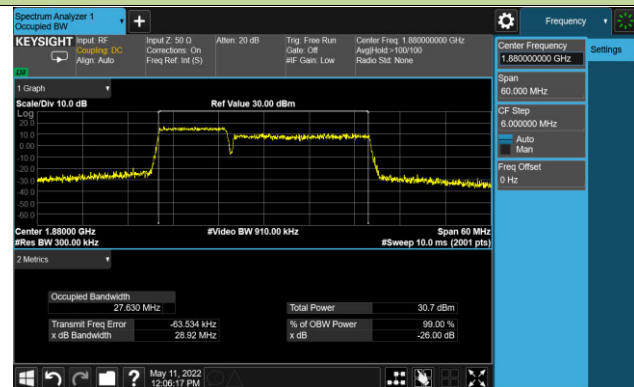 Spectrum Analyzer 1
Occupied BW
+
Frequency
KEYSIGHT
Input: RF
Coupling: DC
Align: Auto
Input Z: 50 Ω
Corrections: On
Freq Ref: Int (S)
Atten: 20 dB
Trig: Free Run
Gate: Off
#IF Gain: Low
Center Freq: 1.880000000 GHz
Avg|Hold:>100/100
Radio Std: None
LXI
Center Frequency
1.880000000 GHz
Settings
Span
60.000 MHz
CF Step
6.000000 MHz
Auto
Man
Freq Offset
0 Hz
1 Graph
Scale/Div 10.0 dB
Ref Value 30.00 dBm
Log
20.0
10.0
0.00
-10.0
-20.0
-30.0
-40.0
-50.0
-60.0
Center 1.88000 GHz
#Video BW 910.00 kHz
Span 60 MHz
#Res BW 300.00 kHz
#Sweep 10.0 ms (2001 pts)
2 Metrics
Occupied Bandwidth
27.630 MHz
Total Power 30.7 dBm
Transmit Freq Error -63.534 kHz
% of OBW Power 99.00 %
x dB Bandwidth 28.92 MHz
x dB -26.00 dB
?
May 11, 2022
12:06:17 PM